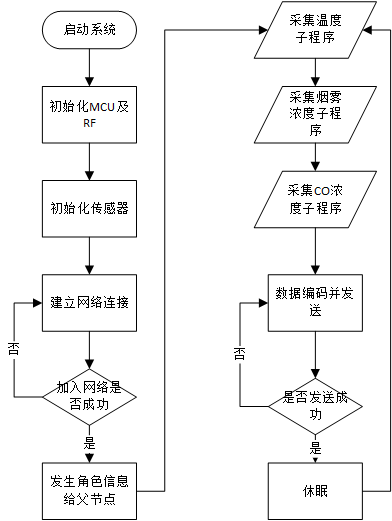 启动系统
初始化MCU及
RF
初始化传感器
建立网络连接
否
加入网络是
否成功
是
发生角色信息
给父节点
采集温度
子程序
采集烟雾
浓度子程
序
采集CO浓
度子程序
数据编码并发
送
否
是否发送成
功
是
休眠